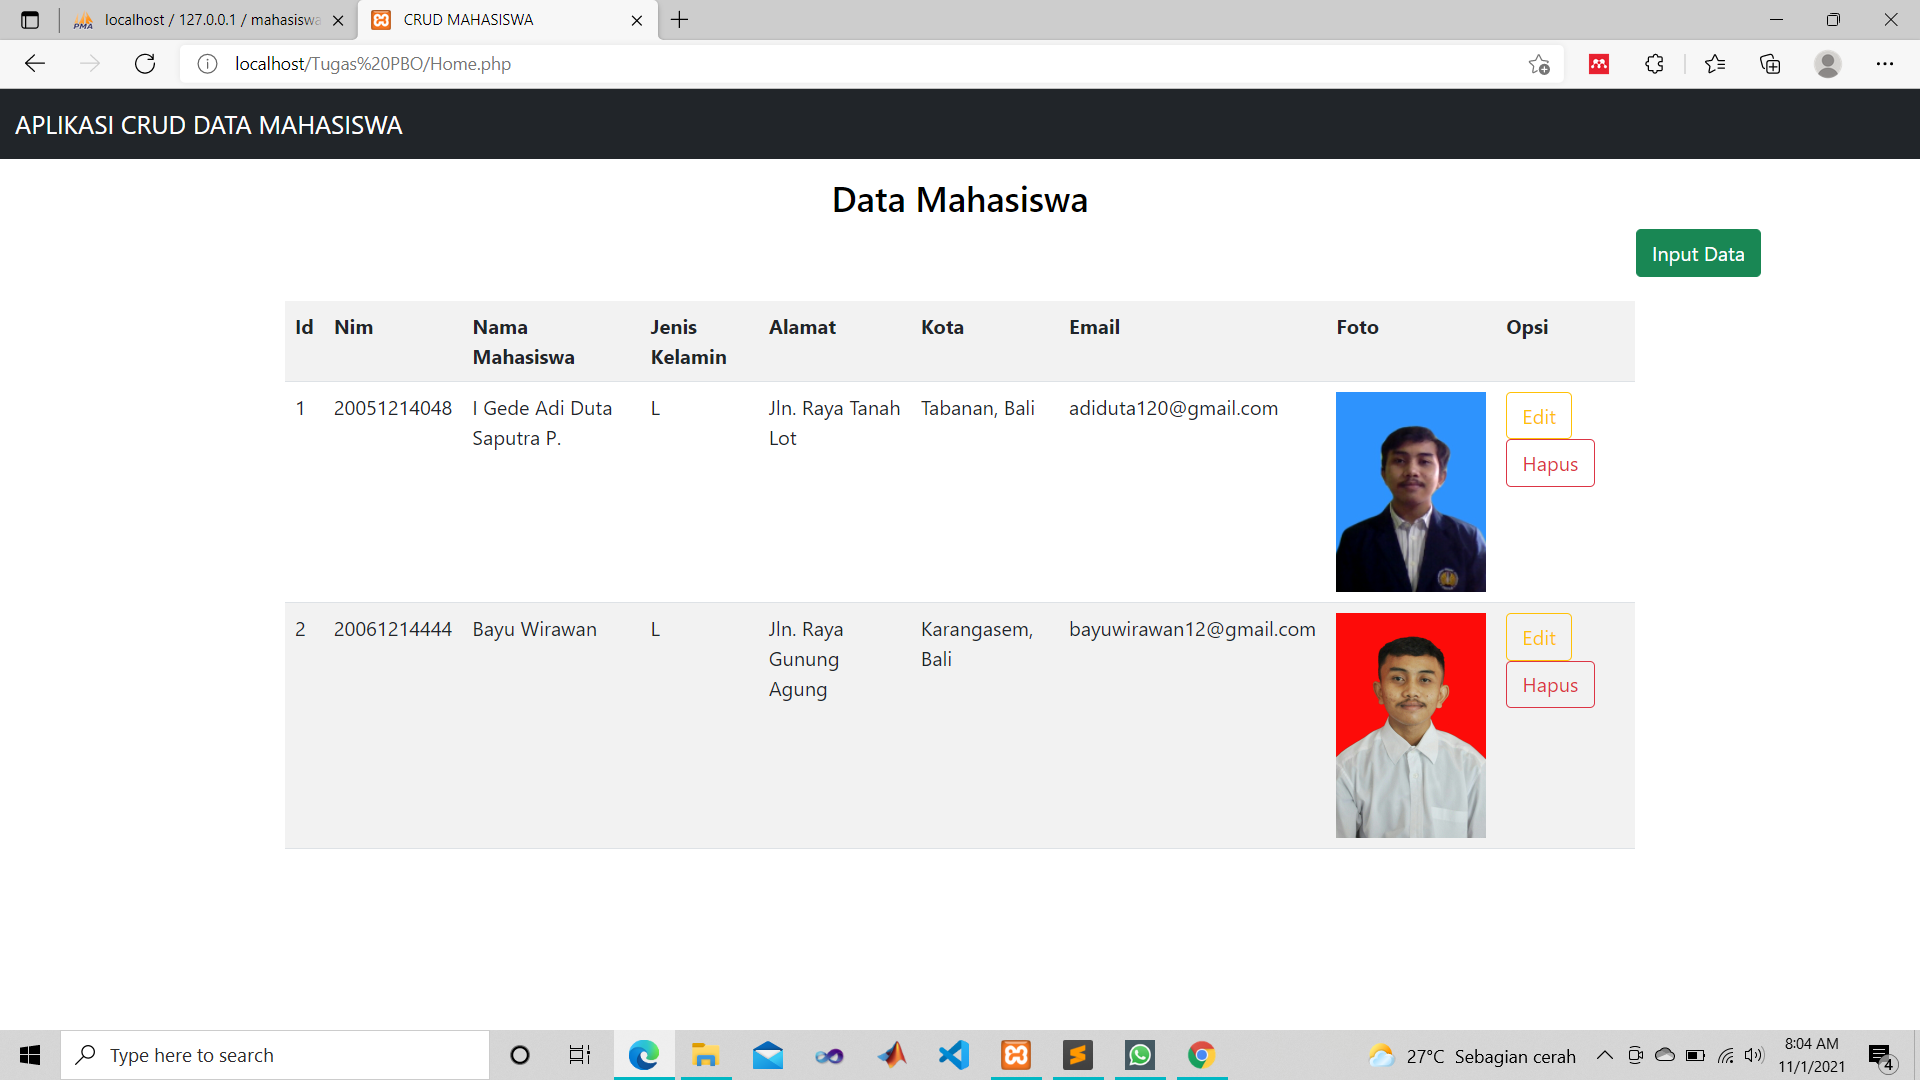 localhost / 127.0.0.1 / mahasiswa
CRUD MAHASISWA
localhost/Tugas%20PBO/Home.php
APLIKASI CRUD DATA MAHASISWA
Data Mahasiswa
Input Data
Id Nim Nama Mahasiswa Jenis Kelamin Alamat Kota Email Foto Opsi
1 20051214048 I Gede Adi Duta Saputra P. L Jln. Raya Tanah Lot Tabanan, Bali adiduta120@gmail.com Edit
Hapus
2 20061214444 Bayu Wirawan L Jln. Raya Gunung Agung Karangasem, Bali bayuwirawan12@gmail.com Edit
Hapus
Type here to search
27°C Sebagian cerah
8:04 AM
11/1/2021
4